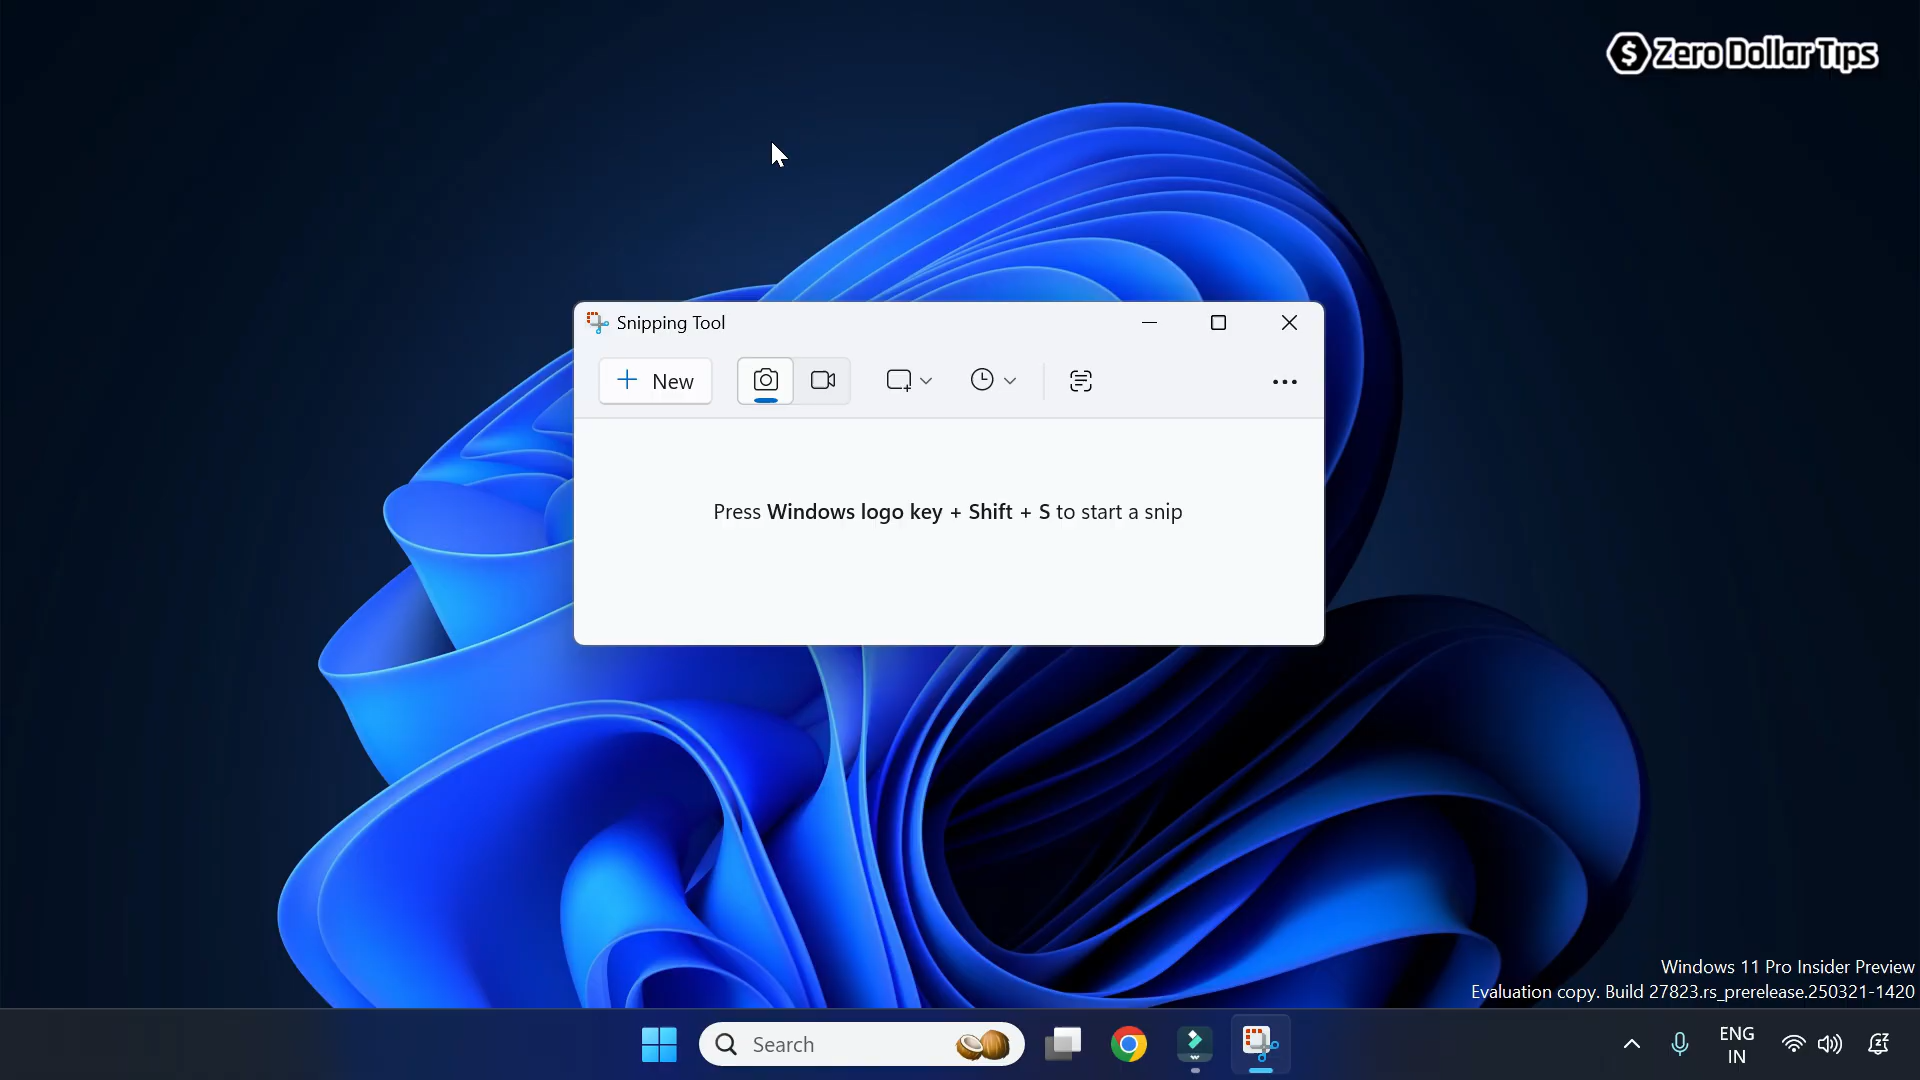 Zero Dollar Tips
Snipping Tool
New
Press Windows logo key + Shift + S to start a snip
Windows 11 Pro Insider Preview
Evaluation copy. Build 27823.rs_prerelease.250321-1420
Search
ENG
IN